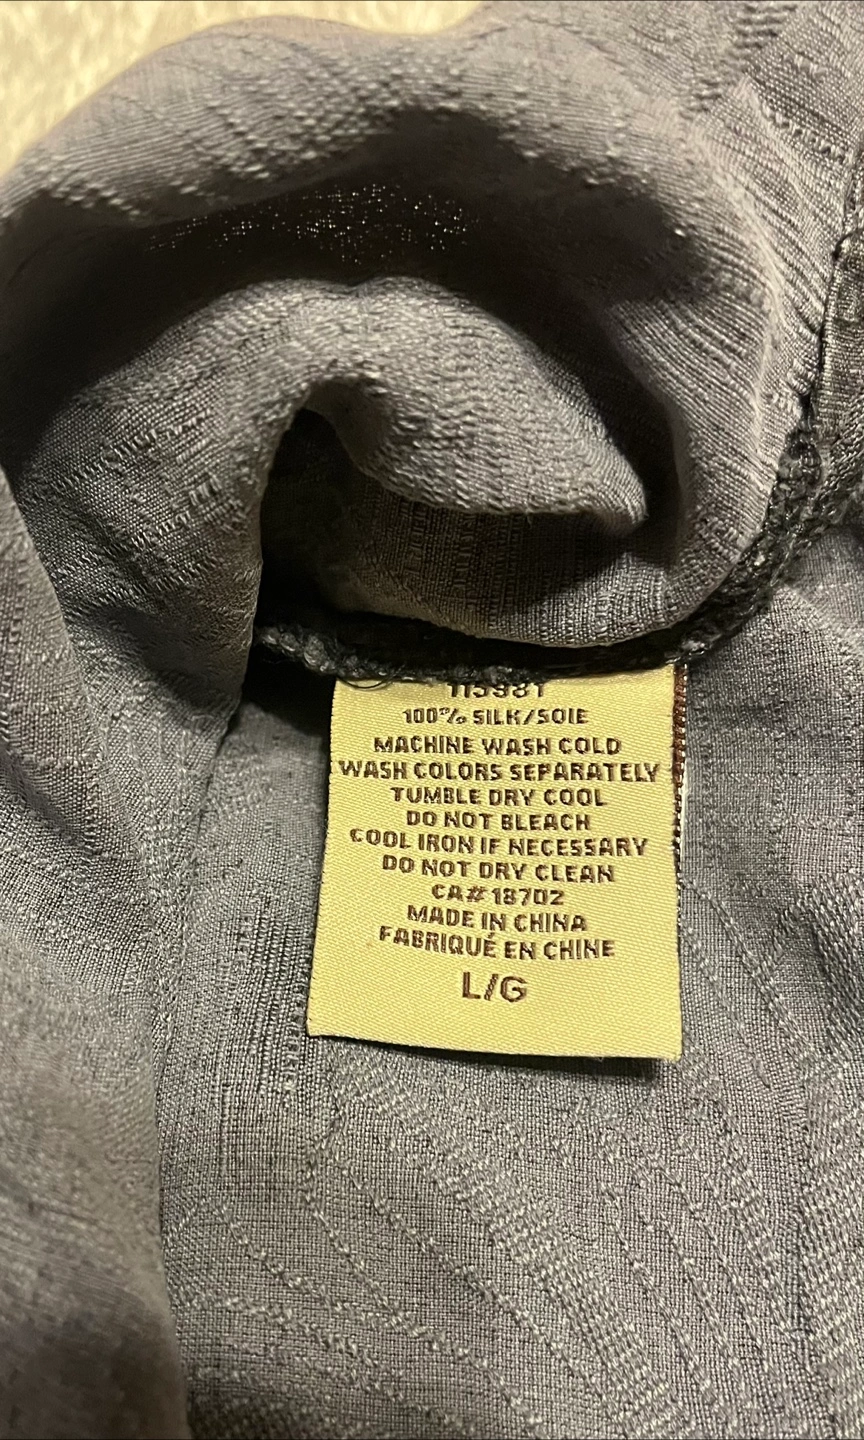 100% SILK/SOIE
MACHINE WASH COLD
WASH COLORS SEPARATELY
TUMBLE DRY COOL
DO NOT BLEACH
COOL IRON IF NECESSARY
DO NOT DRY CLEAN
CA# 18702
MADE IN CHINA
FABRIQUÉ EN CHINE
L/G